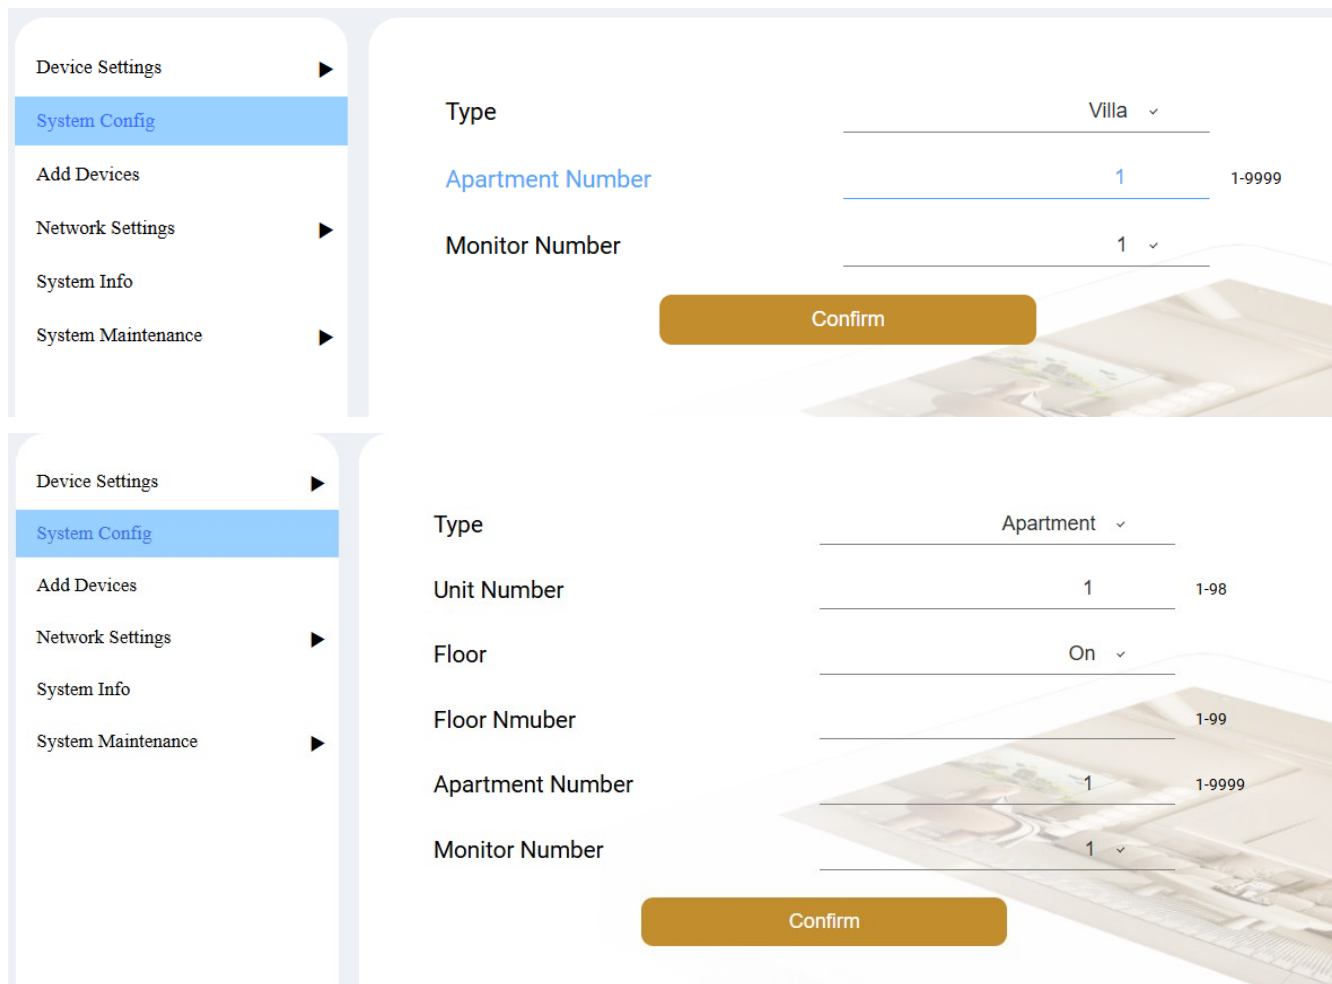 Device Settings
System Config
Add Devices
Network Settings
System Info
System Maintenance
Type Villa
Apartment Number 1 1-9999
Monitor Number 1
Confirm
Device Settings
System Config
Add Devices
Network Settings
System Info
System Maintenance
Type Apartment
Unit Number 1 1-98
Floor On
Floor Nmuber 1-99
Apartment Number 1 1-9999
Monitor Number 1
Confirm